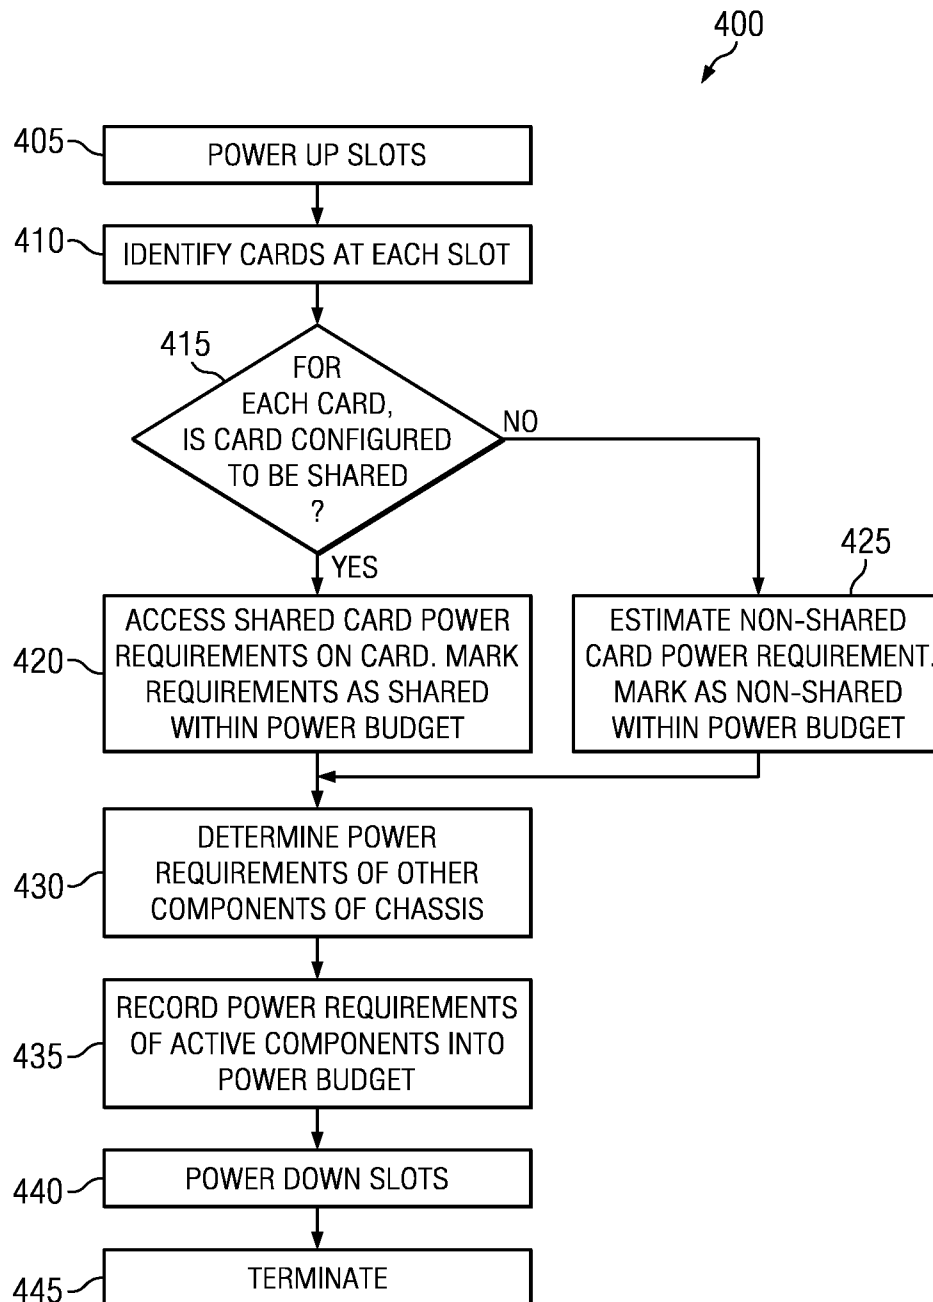 400
405
POWER UP SLOTS
410
IDENTIFY CARDS AT EACH SLOT
415
FOR
EACH CARD,
IS CARD CONFIGURED
TO BE SHARED
?
NO
YES
420
ACCESS SHARED CARD POWER
REQUIREMENTS ON CARD. MARK
REQUIREMENTS AS SHARED
WITHIN POWER BUDGET
425
ESTIMATE NON-SHARED
CARD POWER REQUIREMENT.
MARK AS NON-SHARED
WITHIN POWER BUDGET
430
DETERMINE POWER
REQUIREMENTS OF OTHER
COMPONENTS OF CHASSIS
435
RECORD POWER REQUIREMENTS
OF ACTIVE COMPONENTS INTO
POWER BUDGET
440
POWER DOWN SLOTS
445
TERMINATE